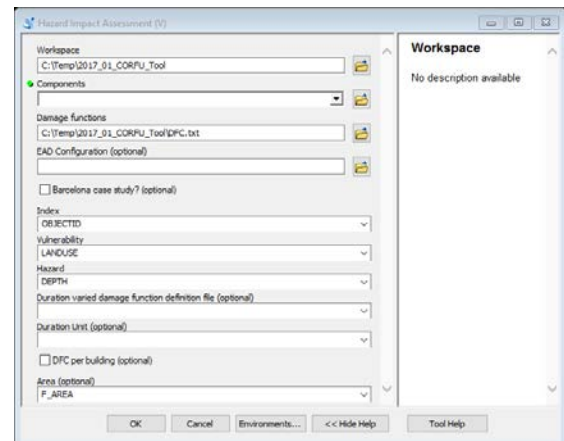 Hazard Impact Assessment (V)
Workspace
C:\Temp\2017_01_CORFU_Tool
Components
Damage functions
C:\Temp\2017_01_CORFU_Tool\DFC.txt
EAD Configuration (optional)
Barcelona case study? (optional)
Index
OBJECTID
Vulnerability
LANDUSE
Hazard
DEPTH
Duration varied damage function definition file (optional)
Duration Unit (optional)
DFC per building (optional)
Area (optional)
F_AREA
Workspace
No description available
OK Cancel Environments... << Hide Help Tool Help